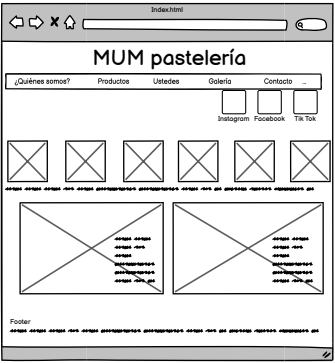 Index.html
MUM pastelería
¿Quiénes somos? Productos Ustedes Galería Contacto ...
Instagram Facebook Tik Tok
Footer